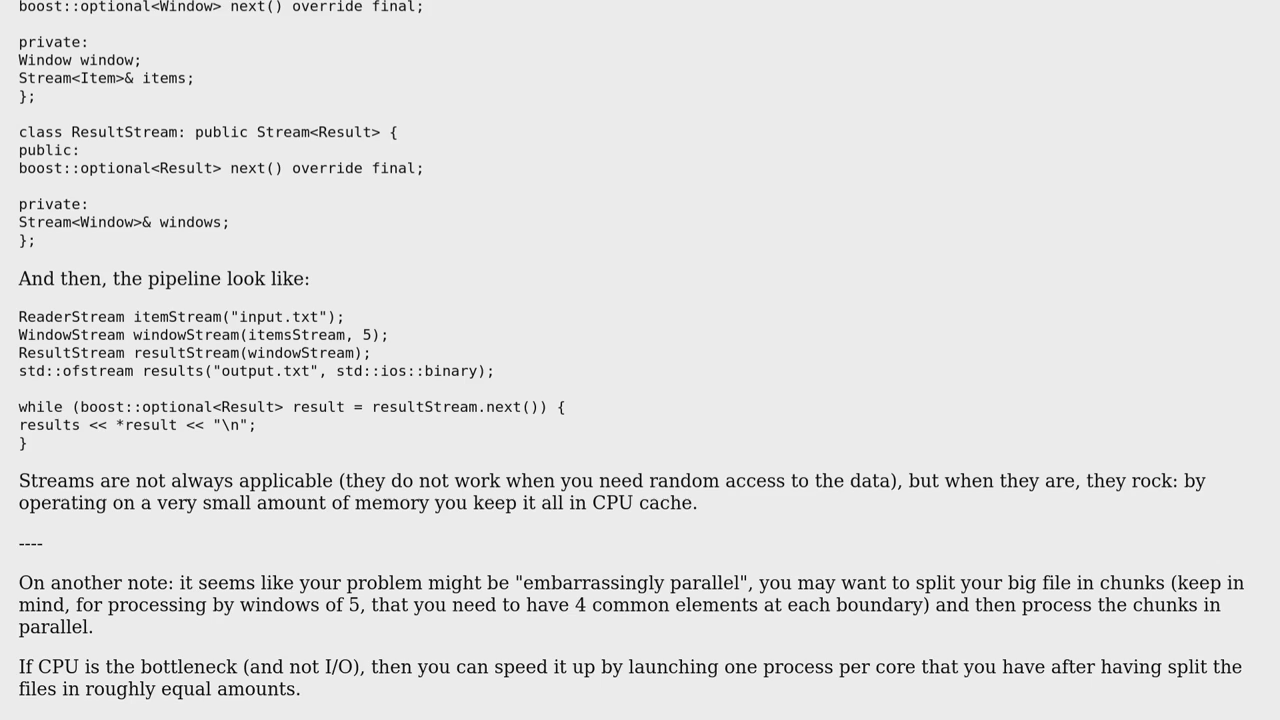 boost::optional<Window> next() override final;
private:
Window window;
Stream<Item>& items;
};
class ResultStream: public Stream<Result> {
public:
boost::optional<Result> next() override final;
private:
Stream<Window>& windows;
};
And then, the pipeline look like:
ReaderStream itemStream("input.txt");
WindowStream windowStream(itemsStream, 5);
ResultStream resultStream(windowStream);
std::ofstream results("output.txt", std::ios::binary);
while (boost::optional<Result> result = resultStream.next()) {
results << *result << "\n";
}
Streams are not always applicable (they do not work when you need random access to the data), but when they are, they rock: by
operating on a very small amount of memory you keep it all in CPU cache.
----
On another note: it seems like your problem might be "embarrassingly parallel", you may want to split your big file in chunks (keep in
mind, for processing by windows of 5, that you need to have 4 common elements at each boundary) and then process the chunks in
parallel.
If CPU is the bottleneck (and not I/O), then you can speed it up by launching one process per core that you have after having split the
files in roughly equal amounts.